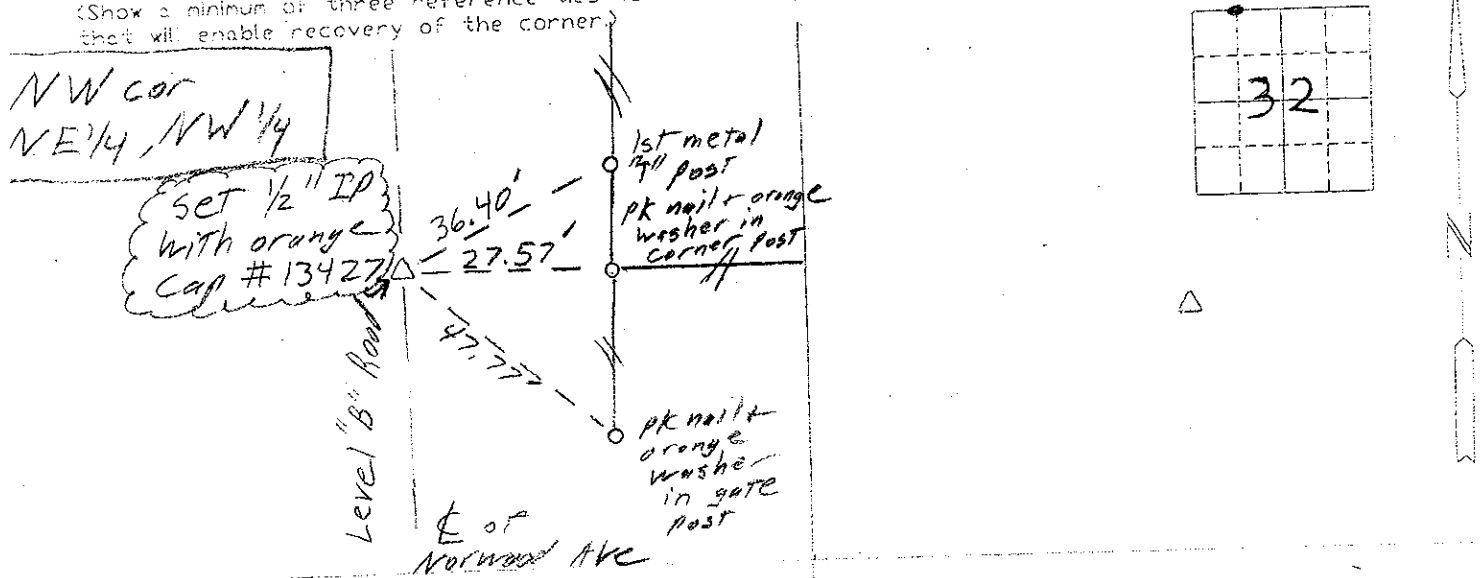 (Show a minimum of three reference ties
that will enable recovery of the corner.)
NW cor
NE 1/4, NW 1/4
Set 1/2" IP
with orange
Cap # 13427
36.40'
27.57'
47.77'
1st metal
"T" post
PK nail + orange
washer in
corner post
PK nail +
orange
washer
in gate
post
Level "B" Road
℄ of
Norwood Ave
32
N